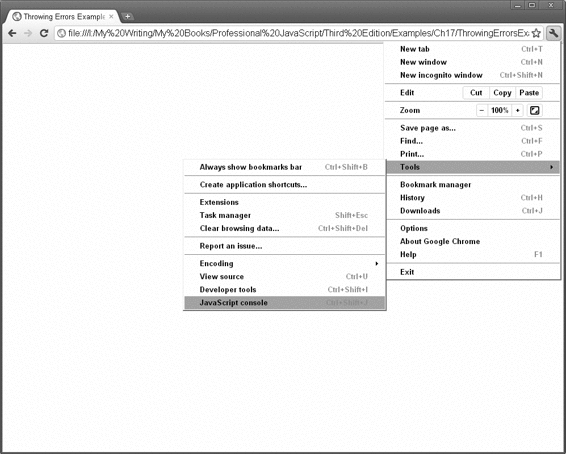 Throwing Errors Example
file:///I:/My%20Writing/My%20Books/Professional%20JavaScript/Third%20Edition/Examples/Ch17/ThrowingErrorsExa
New tab Ctrl+T
New window Ctrl+N
New incognito window Ctrl+Shift+N
Edit Cut Copy Paste
Zoom − 100% +
Save page as... Ctrl+S
Find... Ctrl+F
Print... Ctrl+P
Tools
Always show bookmarks bar Ctrl+Shift+B
Create application shortcuts...
Extensions
Task manager Shift+Esc
Clear browsing data... Ctrl+Shift+Del
Report an issue...
Encoding
View source Ctrl+U
Developer tools Ctrl+Shift+I
JavaScript console Ctrl+Shift+J
Bookmark manager
History Ctrl+H
Downloads Ctrl+J
Options
About Google Chrome
Help F1
Exit